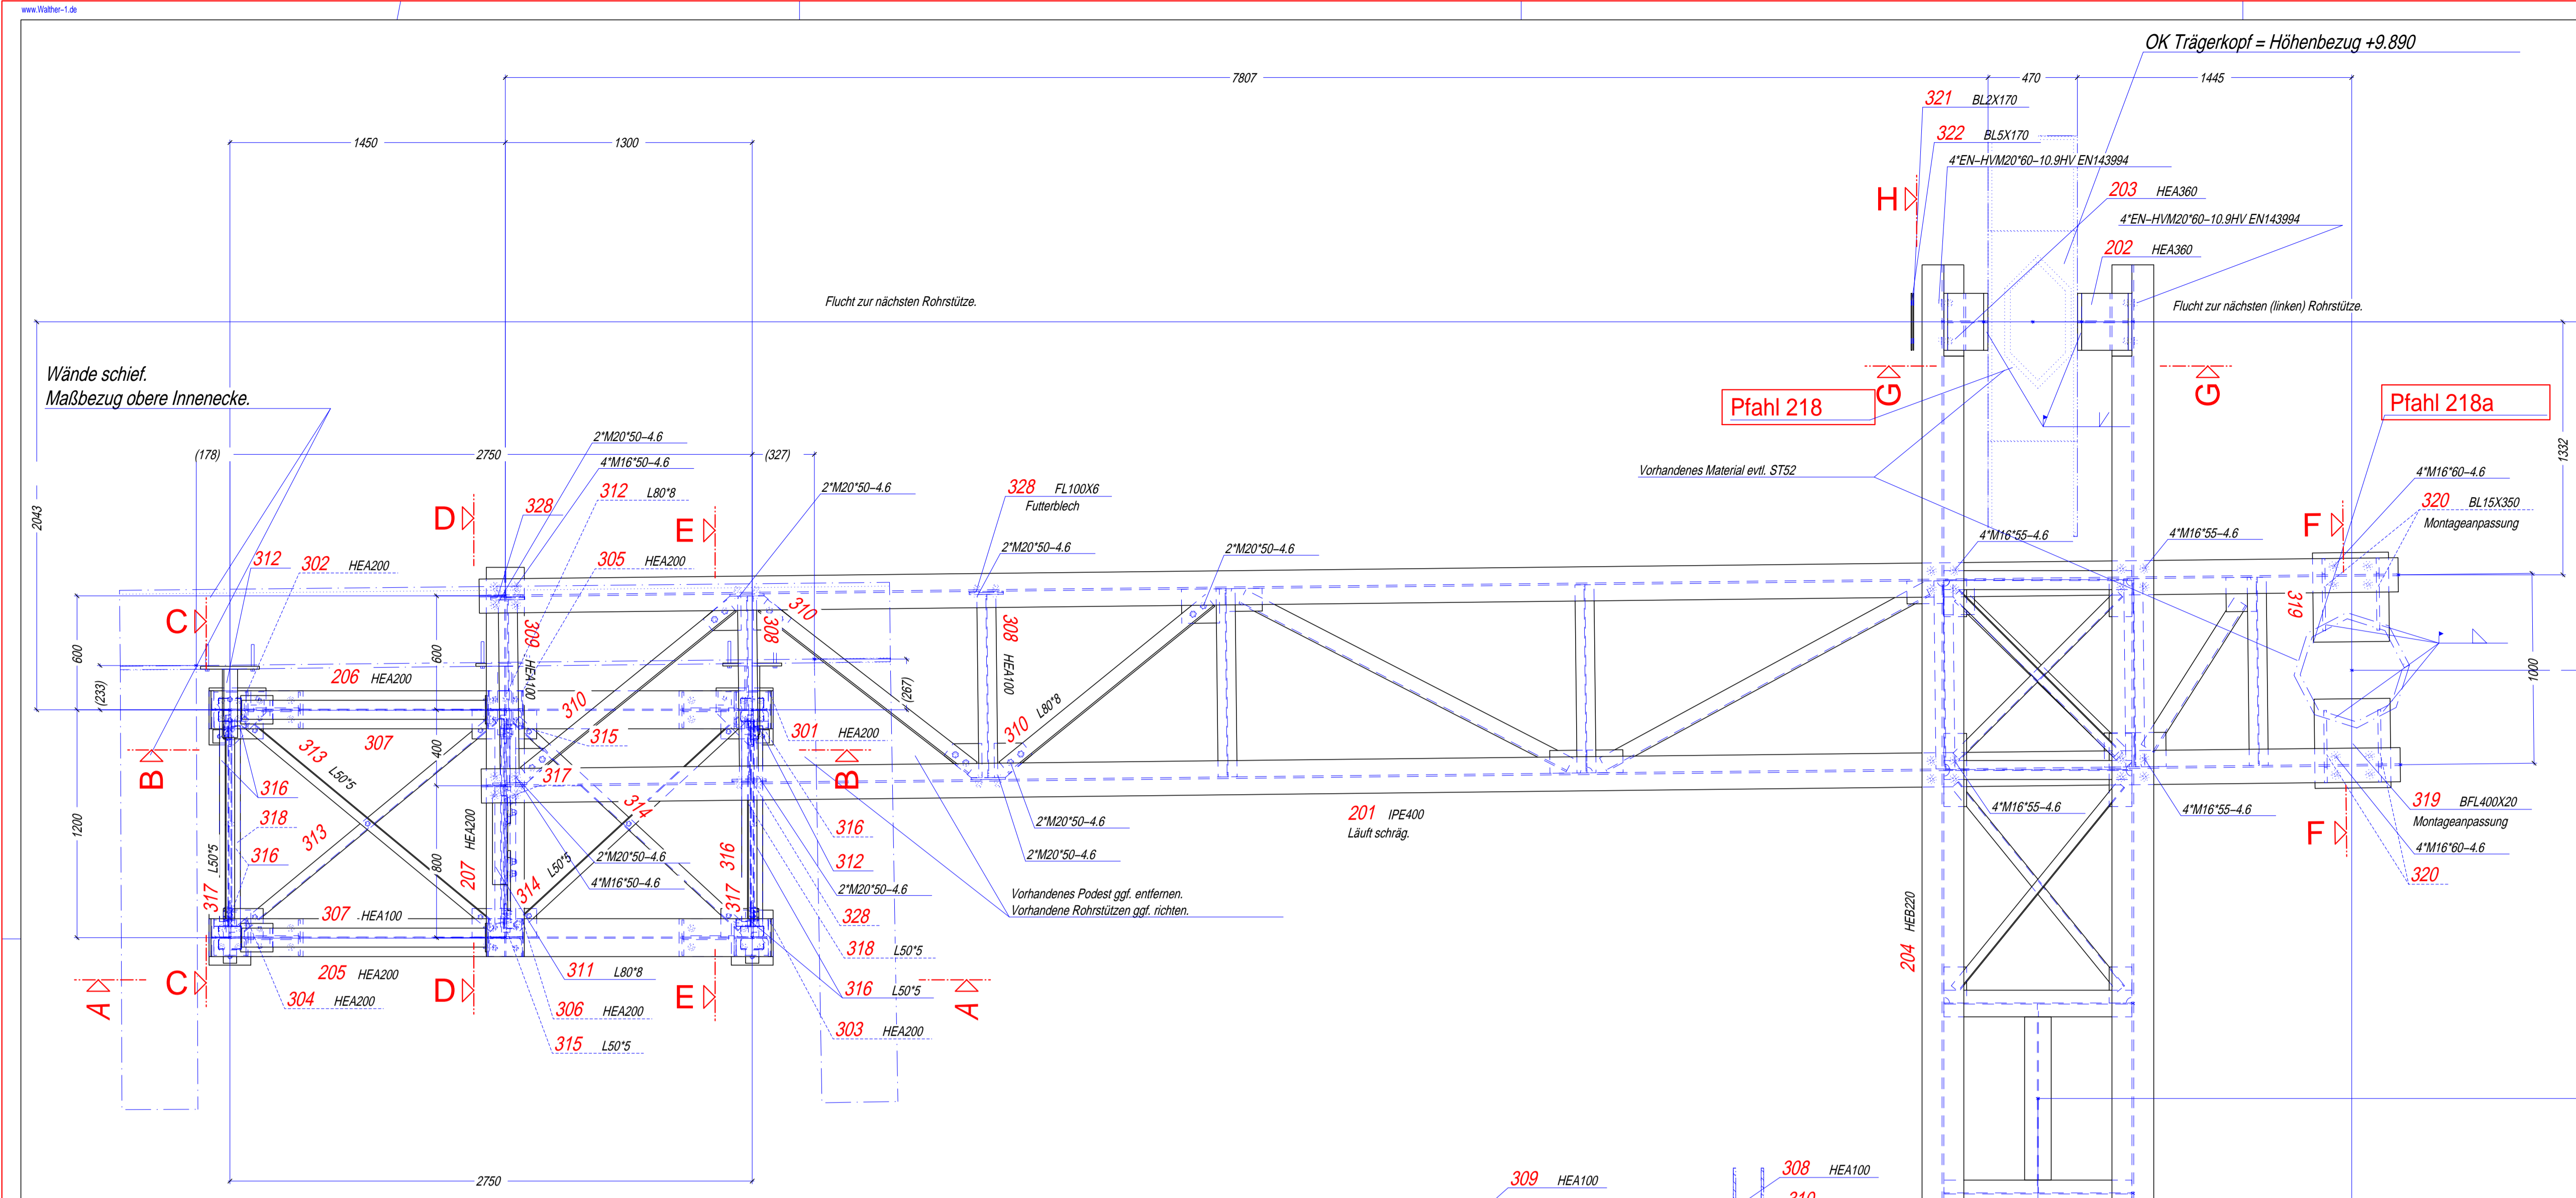 www.Walther-1.de
OK Trägerkopf = Höhenbezug +9.890
7807
470
1445
321 BL2X170
1450
1300
322 BL5X170
4*EN-HVM20*60-10.9HV EN143994
H
203 HEA360
4*EN-HVM20*60-10.9HV EN143994
202 HEA360
Flucht zur nächsten Rohrstütze.
Flucht zur nächsten (linken) Rohrstütze.
Wände schief.
Maßbezug obere Innenecke.
G
G
Pfahl 218
Pfahl 218a
2043
1332
(178)
2750
(327)
2*M20*50-4.6
4*M16*50-4.6
312 L80*8
2*M20*50-4.6
328 FL100X6
Futterblech
Vorhandenes Material evtl. ST52
4*M16*60-4.6
320 BL15X350
Montageanpassung
D
328
E
F
312
302 HEA200
305 HEA200
2*M20*50-4.6
2*M20*50-4.6
4*M16*55-4.6
4*M16*55-4.6
C
600
600
309 HEA100
308
310
308 HEA100
319
(233)
206 HEA200
(267)
1000
310
310 L80*8
307
313 L50*5
315
301 HEA200
B
B
400
317
316
314
318
313
316
1200
L50*5
317
207 HEA200
800
2*M20*50-4.6
4*M16*50-4.6
314 L50*5
316
317
316
312
2*M20*50-4.6
328
318 L50*5
316 L50*5
303 HEA200
2*M20*50-4.6
2*M20*50-4.6
201 IPE400
Läuft schräg.
4*M16*55-4.6
4*M16*55-4.6
319 BFL400X20
Montageanpassung
F
4*M16*60-4.6
320
Vorhandenes Podest ggf. entfernen.
Vorhandene Rohrstützen ggf. richten.
204 HEB220
307 HEA100
205 HEA200
A
C
304 HEA200
D
311 L80*8
E
A
306 HEA200
315 L50*5
2750
309 HEA100
308 HEA100
310